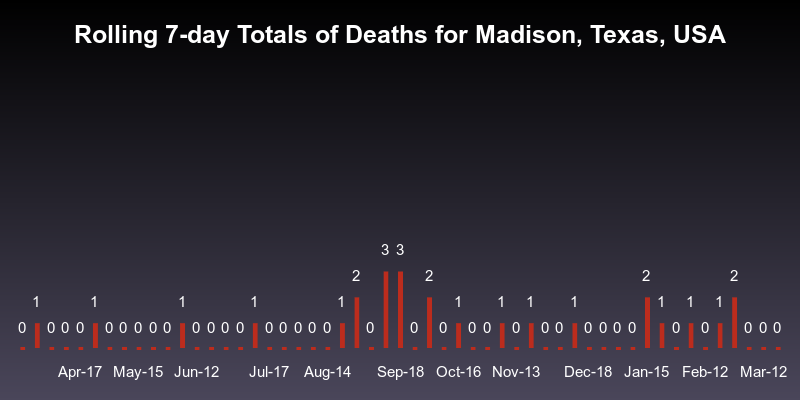 Rolling 7-day Totals of Deaths for Madison, Texas, USA
3 3
2 2 2 2
1 1 1 1 1 1 1 1 1 1 1 1
0 0 0 0 0 0 0 0 0 0 0 0 0 0 0 0 0 0 0 0 0 0 0 0 0 0 0 0 0 0 0 0 0 0 0
Apr-17 May-15 Jun-12 Jul-17 Aug-14 Sep-18 Oct-16 Nov-13 Dec-18 Jan-15 Feb-12 Mar-12